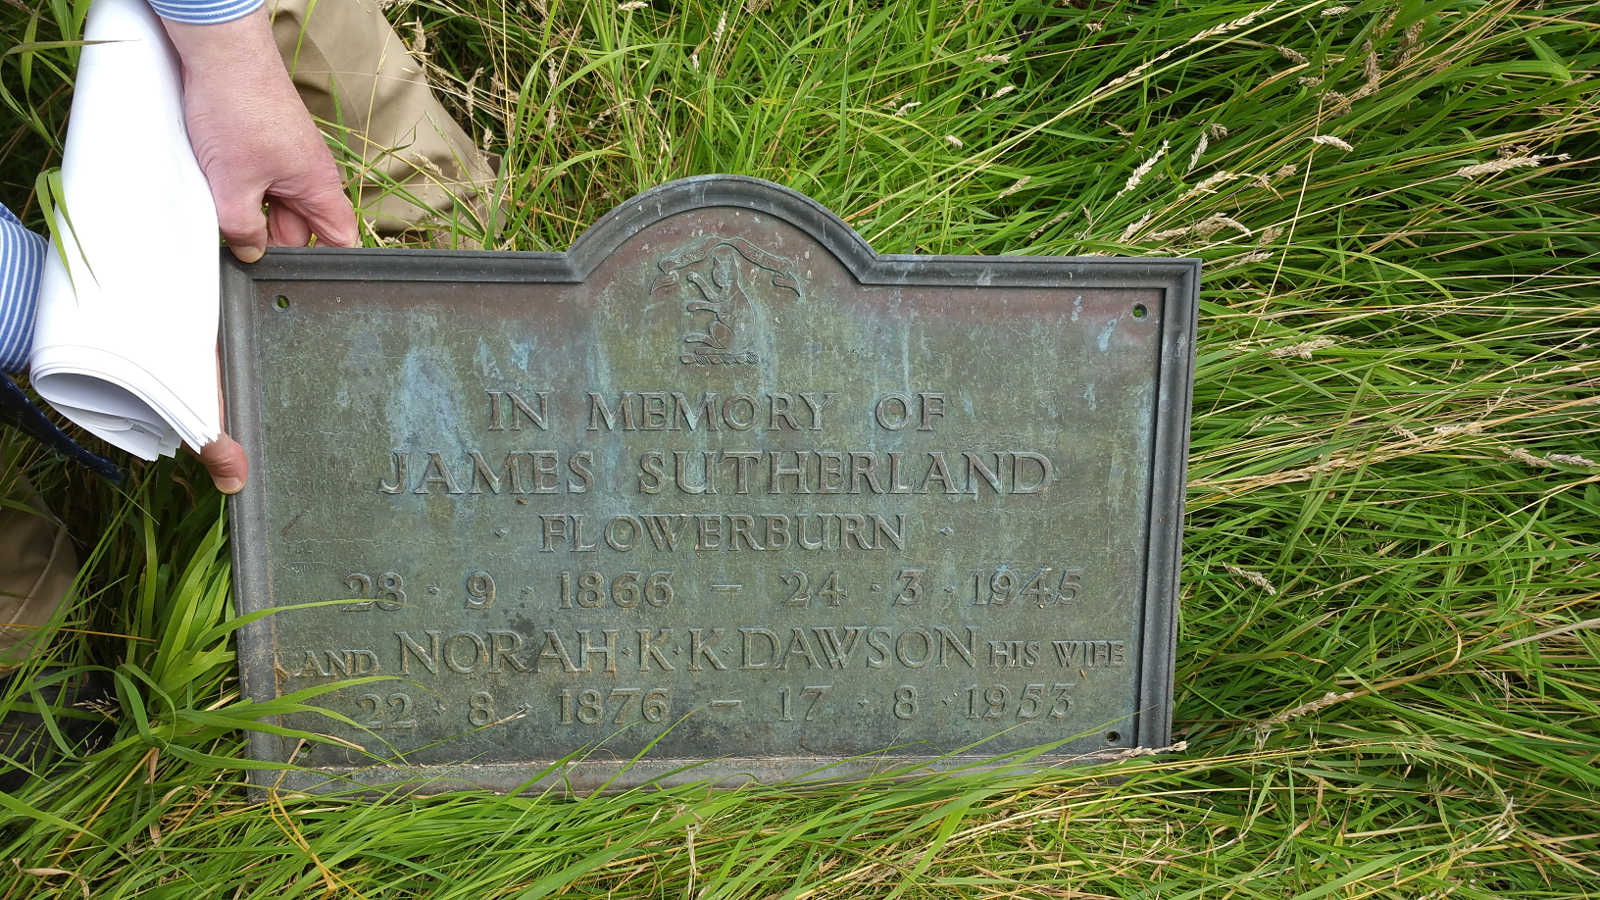 IN MEMORY OF
JAMES SUTHERLAND
· FLOWERBURN ·
28 · 9 · 1866 – 24 · 3 · 1945
AND NORAH·K·K·DAWSON HIS WIFE
22 · 8 · 1876 – 17 · 8 · 1953